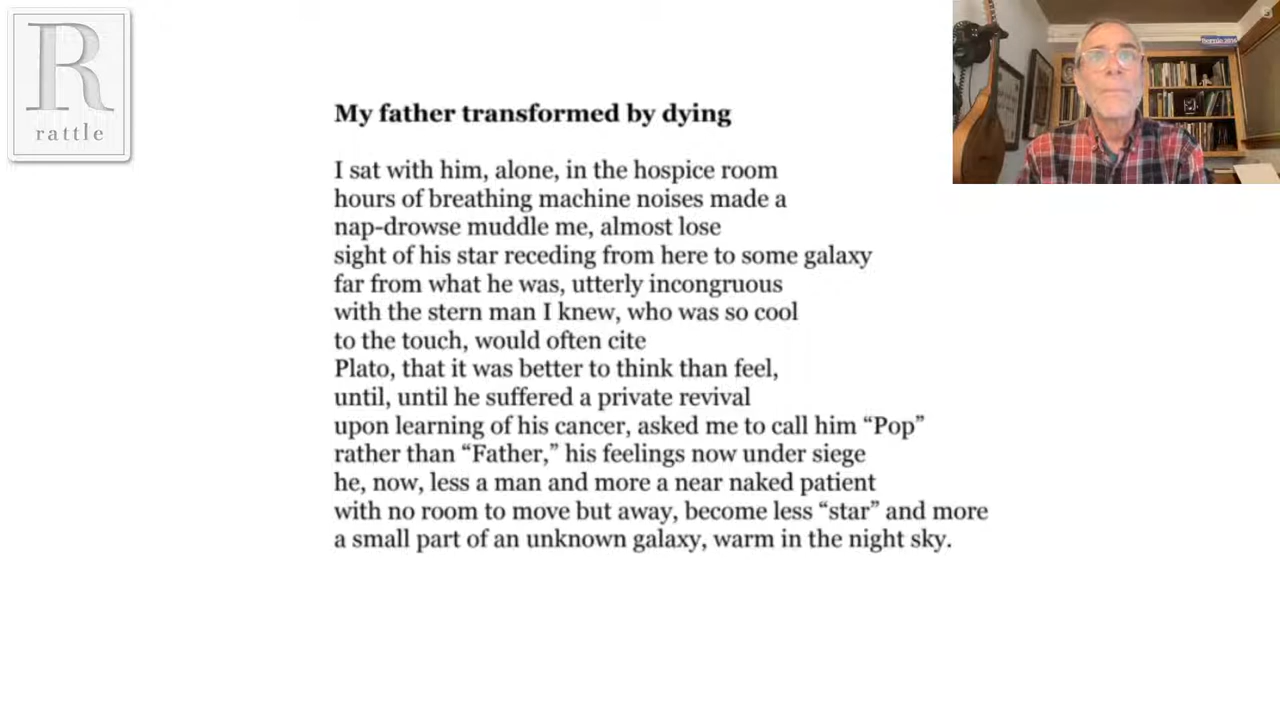 R
rattle
Bernie 2016
My father transformed by dying
I sat with him, alone, in the hospice room
hours of breathing machine noises made a
nap-drowse muddle me, almost lose
sight of his star receding from here to some galaxy
far from what he was, utterly incongruous
with the stern man I knew, who was so cool
to the touch, would often cite
Plato, that it was better to think than feel,
until, until he suffered a private revival
upon learning of his cancer, asked me to call him “Pop”
rather than “Father,” his feelings now under siege
he, now, less a man and more a near naked patient
with no room to move but away, become less “star” and more
a small part of an unknown galaxy, warm in the night sky.